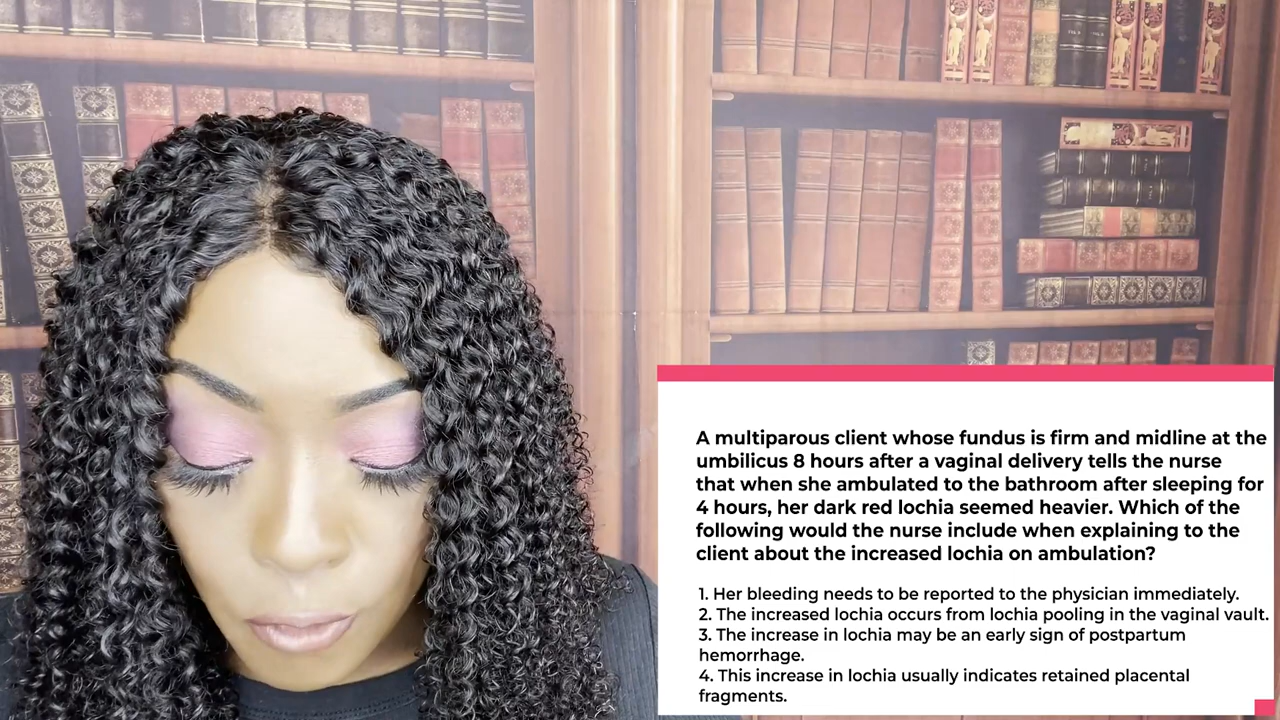 A multiparous client whose fundus is firm and midline at the
umbilicus 8 hours after a vaginal delivery tells the nurse
that when she ambulated to the bathroom after sleeping for
4 hours, her dark red lochia seemed heavier. Which of the
following would the nurse include when explaining to the
client about the increased lochia on ambulation?
1. Her bleeding needs to be reported to the physician immediately.
2. The increased lochia occurs from lochia pooling in the vaginal vault.
3. The increase in lochia may be an early sign of postpartum
hemorrhage.
4. This increase in lochia usually indicates retained placental
fragments.